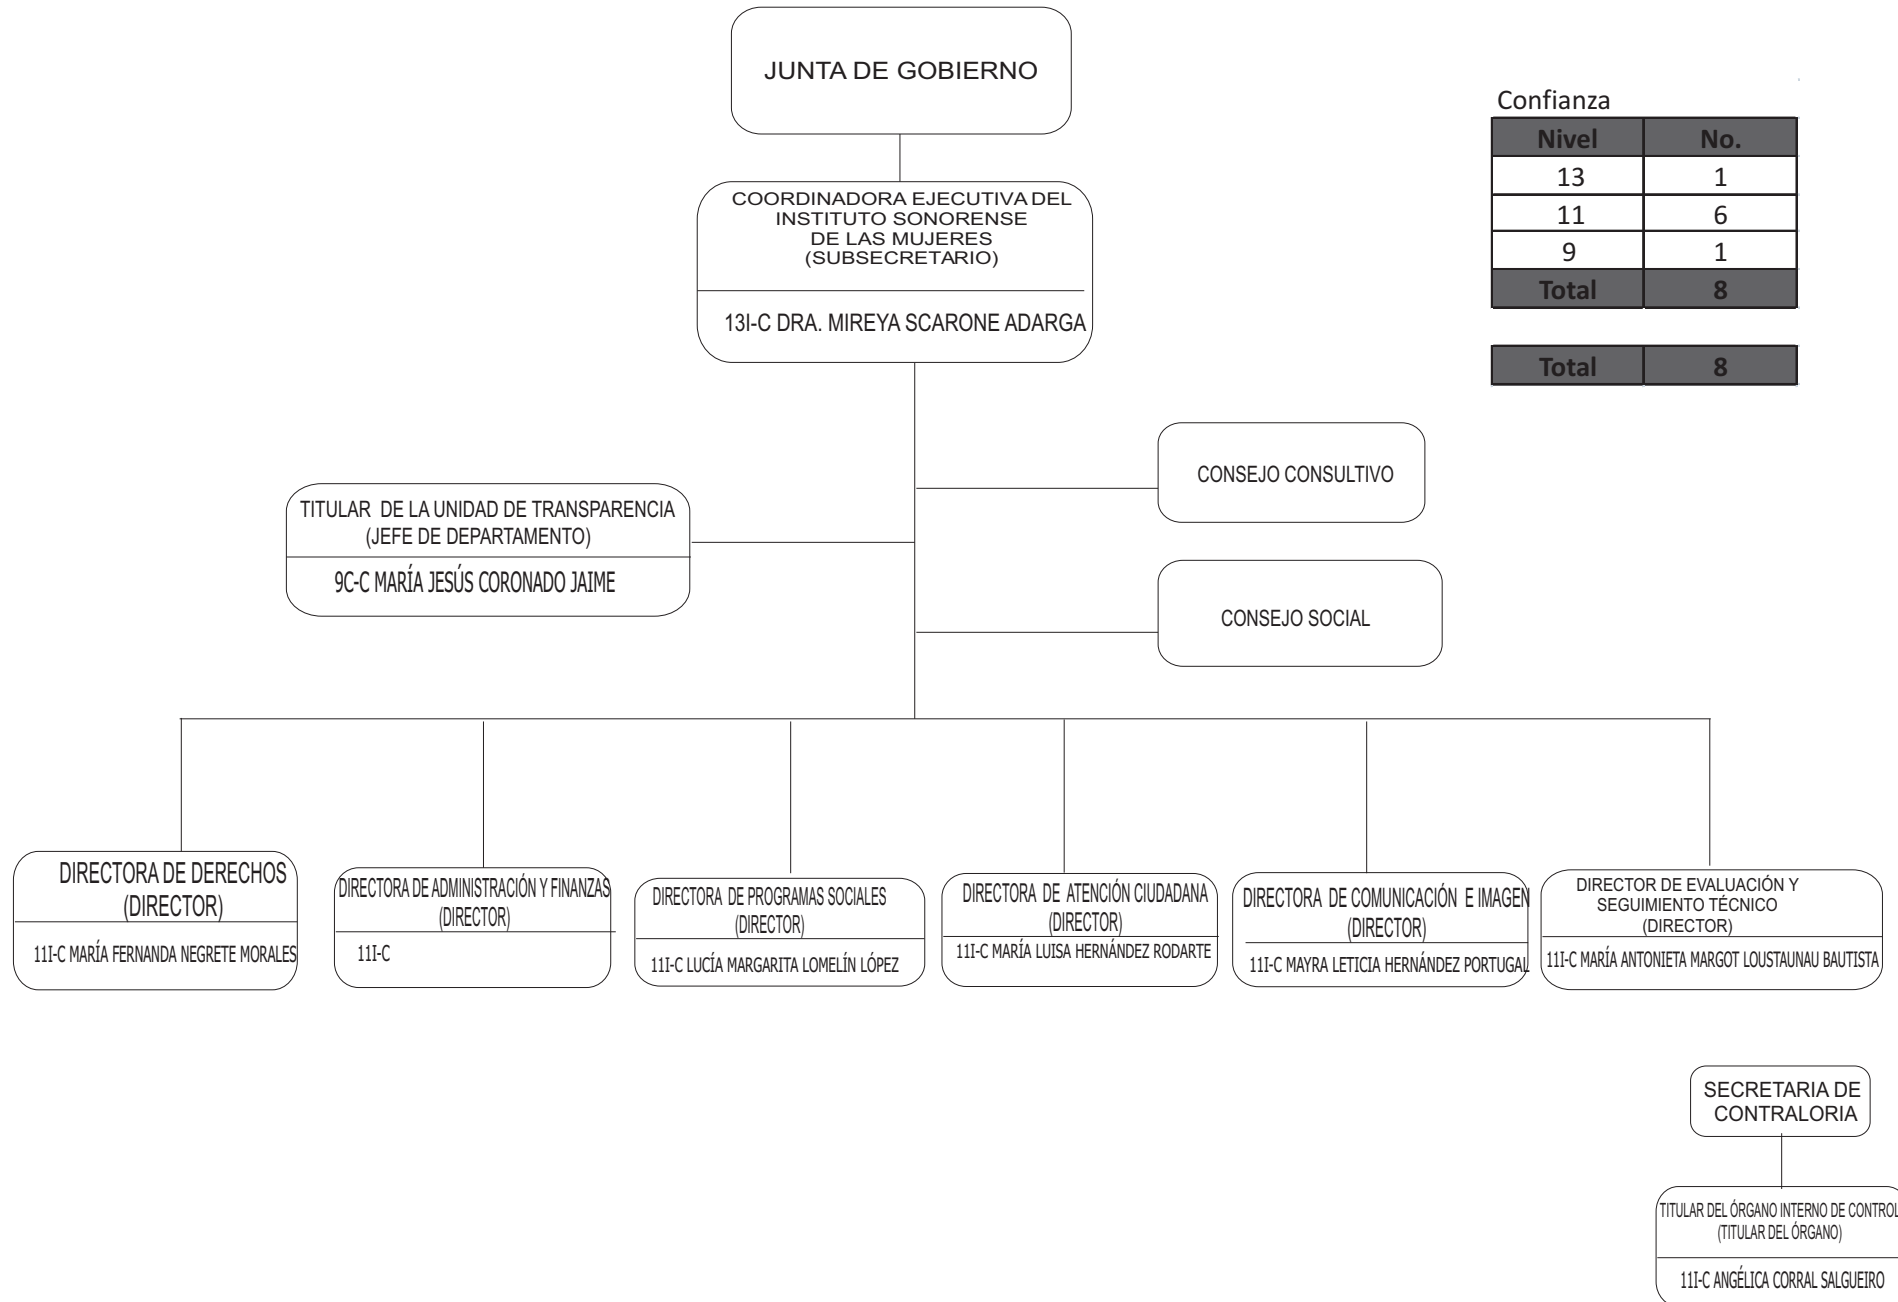 JUNTA DE GOBIERNO
COORDINADORA EJECUTIVA DEL
INSTITUTO SONORENSE
DE LAS MUJERES
(SUBSECRETARIO)
13I-C DRA. MIREYA SCARONE ADARGA
Confianza
Nivel No.
13 1
11 6
9 1
Total 8
Total 8
CONSEJO CONSULTIVO
TITULAR DE LA UNIDAD DE TRANSPARENCIA
(JEFE DE DEPARTAMENTO)
9C-C MARÍA JESÚS CORONADO JAIME
CONSEJO SOCIAL
DIRECTORA DE DERECHOS
(DIRECTOR)
11I-C MARÍA FERNANDA NEGRETE MORALES
DIRECTORA DE ADMINISTRACIÓN Y FINANZAS
(DIRECTOR)
11I-C
DIRECTORA DE PROGRAMAS SOCIALES
(DIRECTOR)
11I-C LUCÍA MARGARITA LOMELÍN LÓPEZ
DIRECTORA DE ATENCIÓN CIUDADANA
(DIRECTOR)
11I-C MARÍA LUISA HERNÁNDEZ RODARTE
DIRECTORA DE COMUNICACIÓN E IMAGEN
(DIRECTOR)
11I-C MAYRA LETICIA HERNÁNDEZ PORTUGAL
DIRECTOR DE EVALUACIÓN Y
SEGUIMIENTO TÉCNICO
(DIRECTOR)
11I-C MARÍA ANTONIETA MARGOT LOUSTAUNAU BAUTISTA
SECRETARIA DE
CONTRALORIA
TITULAR DEL ÓRGANO INTERNO DE CONTROL
(TITULAR DEL ÓRGANO)
11I-C ANGÉLICA CORRAL SALGUEIRO